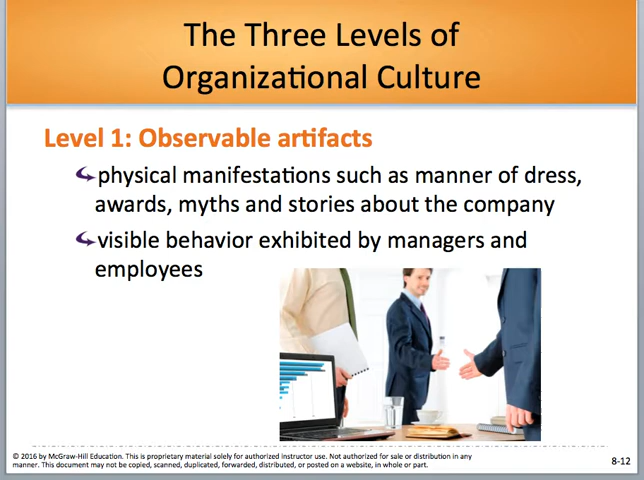 The Three Levels of
Organizational Culture
Level 1: Observable artifacts
physical manifestations such as manner of dress,
awards, myths and stories about the company
visible behavior exhibited by managers and
employees
© 2016 by McGraw-Hill Education. This is proprietary material solely for authorized instructor use. Not authorized for sale or distribution in any
manner. This document may not be copied, scanned, duplicated, forwarded, distributed, or posted on a website, in whole or part.
8-12